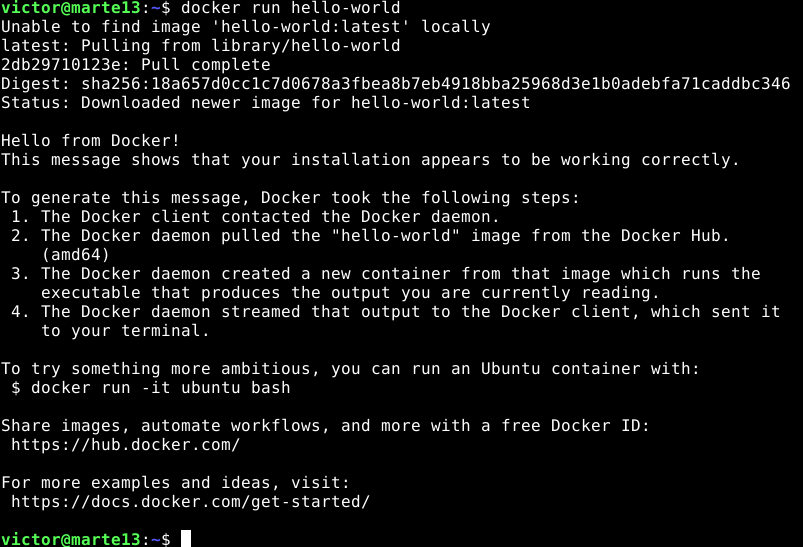 victor@marte13:~$ docker run hello-world
Unable to find image 'hello-world:latest' locally
latest: Pulling from library/hello-world
2db29710123e: Pull complete
Digest: sha256:18a657d0cc1c7d0678a3fbea8b7eb4918bba25968d3e1b0adebfa71caddbc346
Status: Downloaded newer image for hello-world:latest

Hello from Docker!
This message shows that your installation appears to be working correctly.

To generate this message, Docker took the following steps:
 1. The Docker client contacted the Docker daemon.
 2. The Docker daemon pulled the "hello-world" image from the Docker Hub.
    (amd64)
 3. The Docker daemon created a new container from that image which runs the
    executable that produces the output you are currently reading.
 4. The Docker daemon streamed that output to the Docker client, which sent it
    to your terminal.

To try something more ambitious, you can run an Ubuntu container with:
 $ docker run -it ubuntu bash

Share images, automate workflows, and more with a free Docker ID:
 https://hub.docker.com/

For more examples and ideas, visit:
 https://docs.docker.com/get-started/

victor@marte13:~$